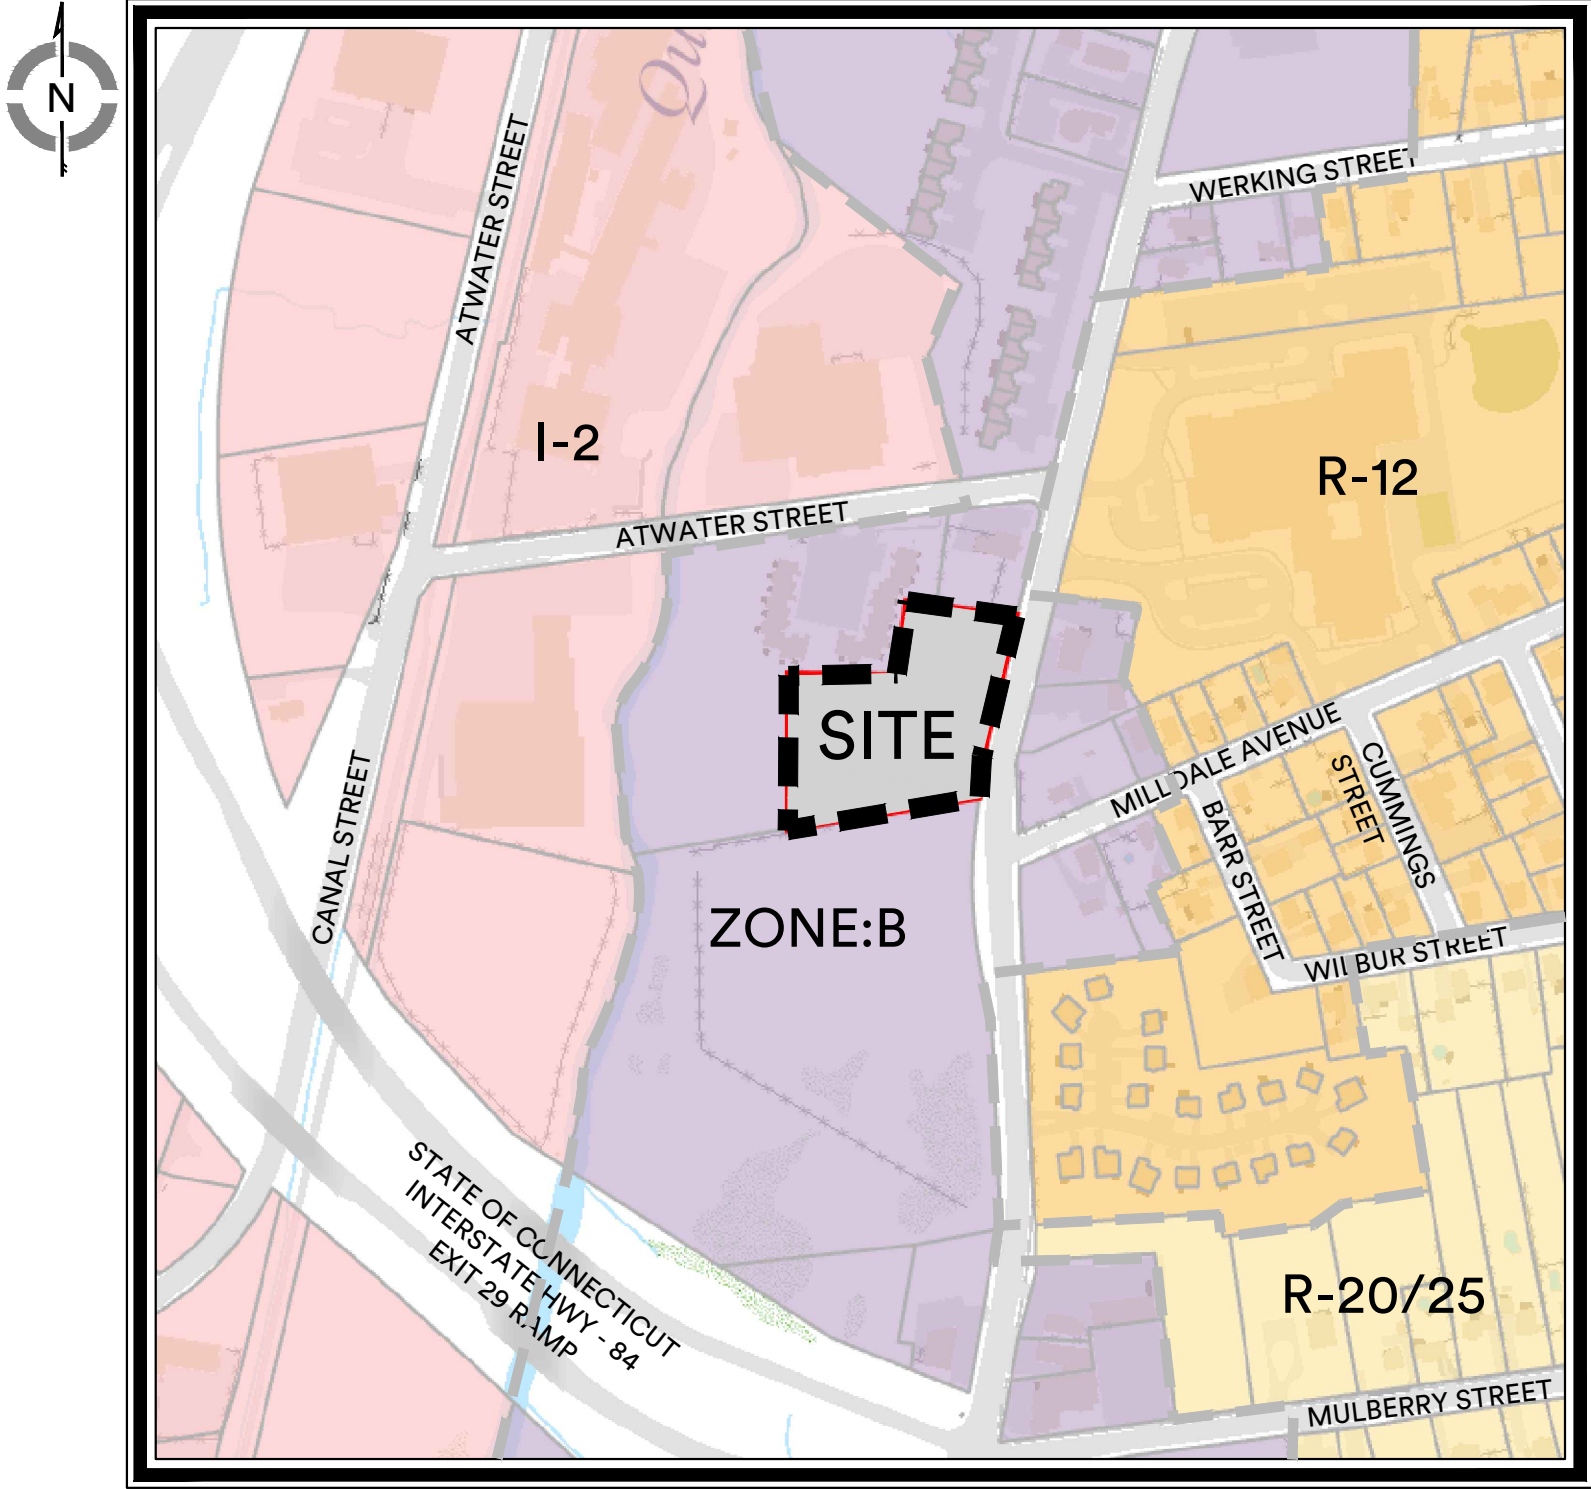 N
Qu
WERKING STREET
ATWATER STREET
I-2
R-12
ATWATER STREET
SITE
MILLDALE AVENUE
CUMMINGS
STREET
BARR STREET
CANAL STREET
ZONE:B
WILBUR STREET
STATE OF CONNECTICUT
INTERSTATE HWY - 84
EXIT 29 RAMP
R-20/25
MULBERRY STREET